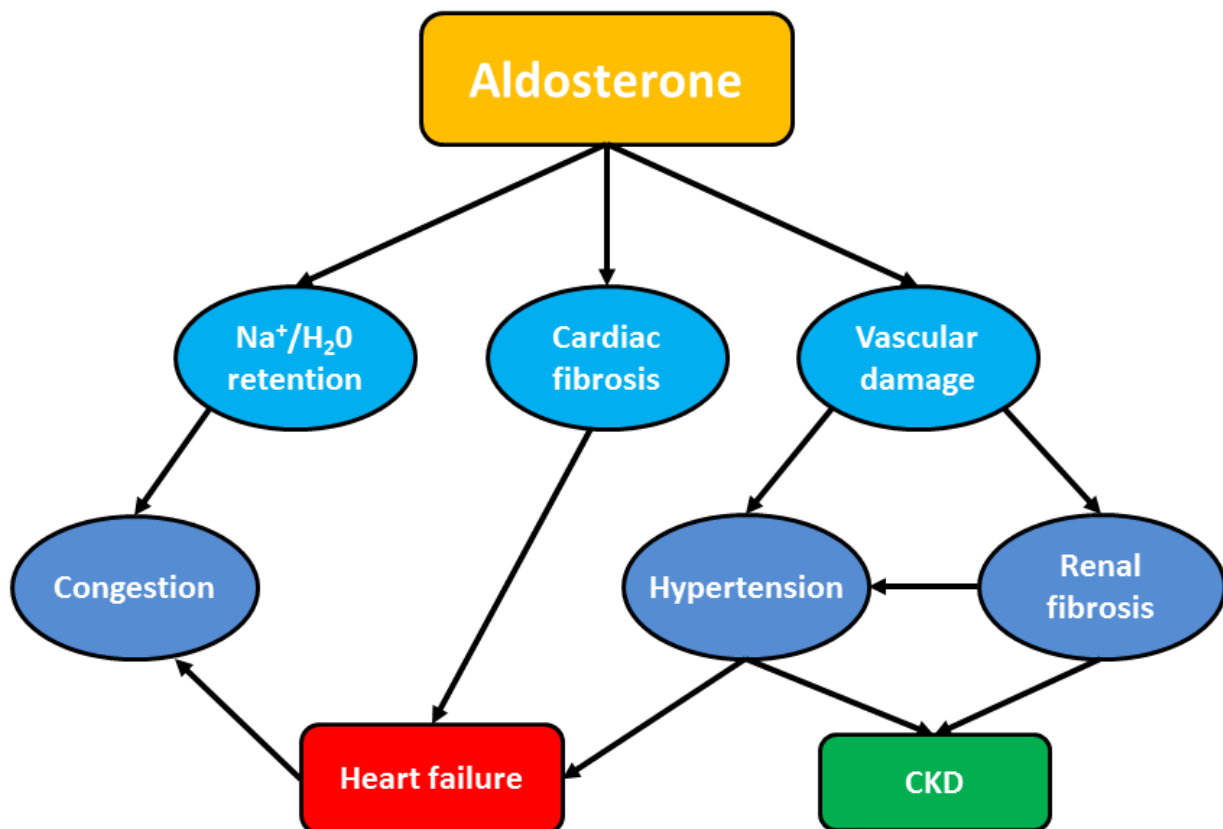 Aldosterone
Na⁺/H₂0
retention
Cardiac
fibrosis
Vascular
damage
Congestion
Hypertension
Renal
fibrosis
Heart failure
CKD